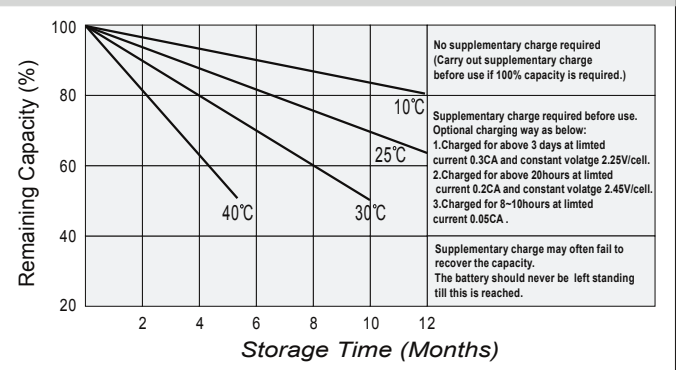 Remaining Capacity (%)
100
80
60
40
20
10℃
25℃
30℃
40℃
2 4 6 8 10 12
Storage Time (Months)
No supplementary charge required
(Carry out supplementary charge
before use if 100% capacity is required.)
Supplementary charge required before use.
Optional charging way as below:
1.Charged for above 3 days at limted
current 0.3CA and constant volatge 2.25V/cell.
2.Charged for above 20hours at limted
current 0.2CA and constant volatge 2.45V/cell.
3.Charged for 8~10hours at limted
current 0.05CA .
Supplementary charge may often fail to
recover the capacity.
The battery should never be left standing
till this is reached.